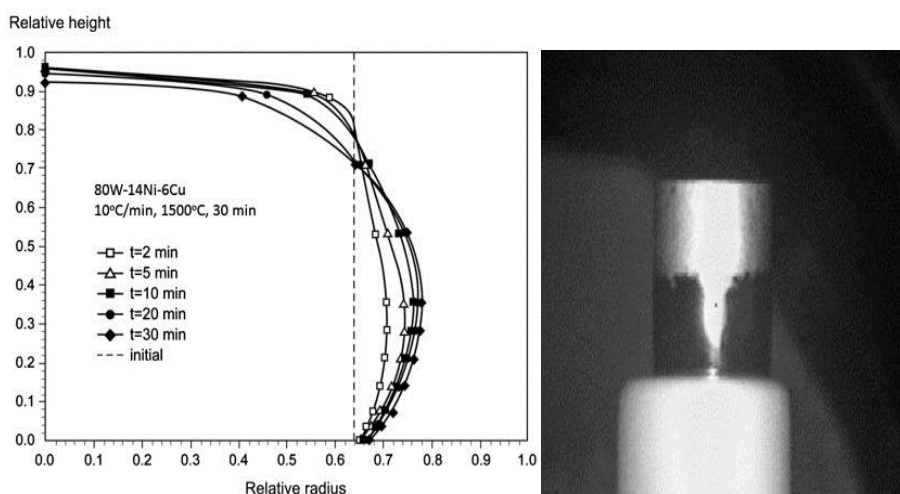 Relative height
1.0
0.9
0.8
0.7
0.6
0.5
0.4
0.3
0.2
0.1
0.0
80W-14Ni-6Cu
10ºC/min, 1500ºC, 30 min
t=2 min
t=5 min
t=10 min
t=20 min
t=30 min
initial
0.0 0.1 0.2 0.3 0.4 0.5 0.6 0.7 0.8 0.9 1.0
Relative radius